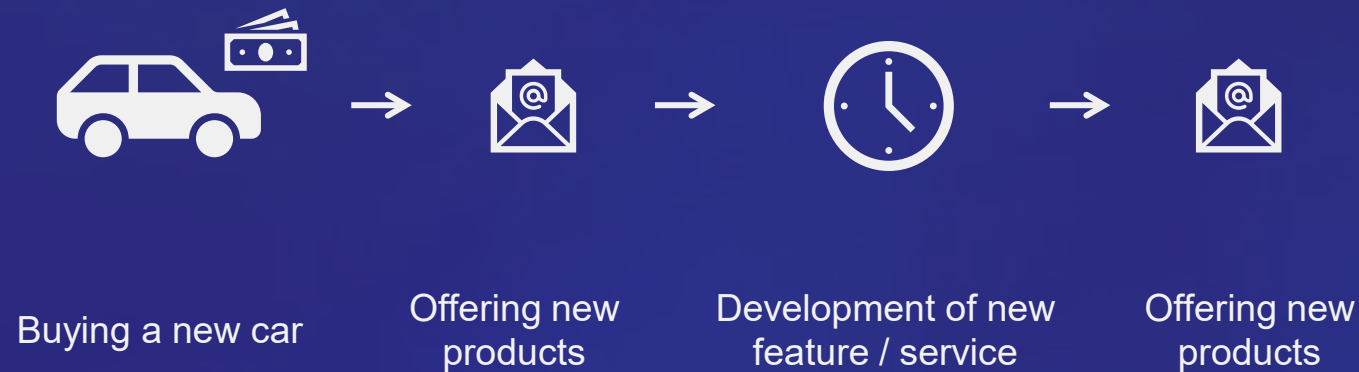 Buying a new car
Offering new
products
Development of new
feature / service
Offering new
products